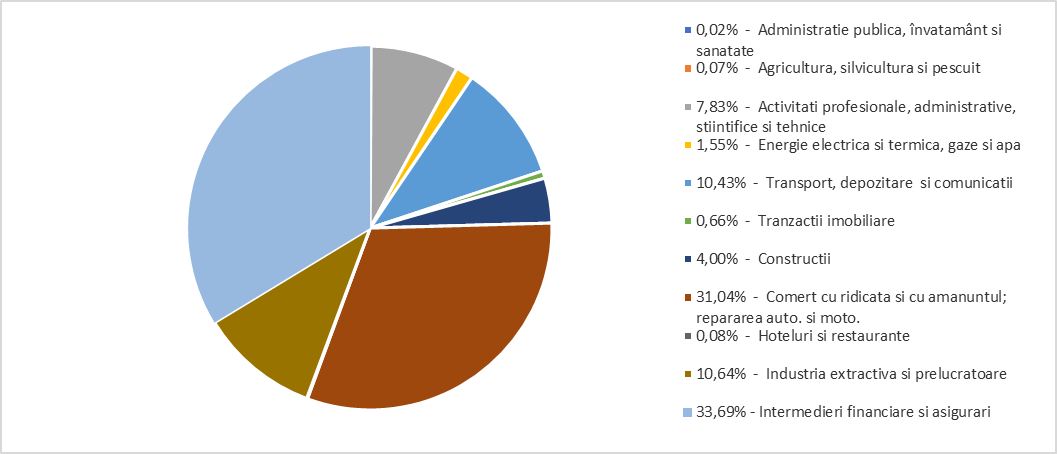 0,02% - Administratie publica, învatamânt si
sanatate
0,07% - Agricultura, silvicultura si pescuit
7,83% - Activitati profesionale, administrative,
stiintifice si tehnice
1,55% - Energie electrica si termica, gaze si apa
10,43% - Transport, depozitare si comunicatii
0,66% - Tranzactii imobiliare
4,00% - Constructii
31,04% - Comert cu ridicata si cu amanuntul;
repararea auto. si moto.
0,08% - Hoteluri si restaurante
10,64% - Industria extractiva si prelucratoare
33,69% - Intermedieri financiare si asigurari